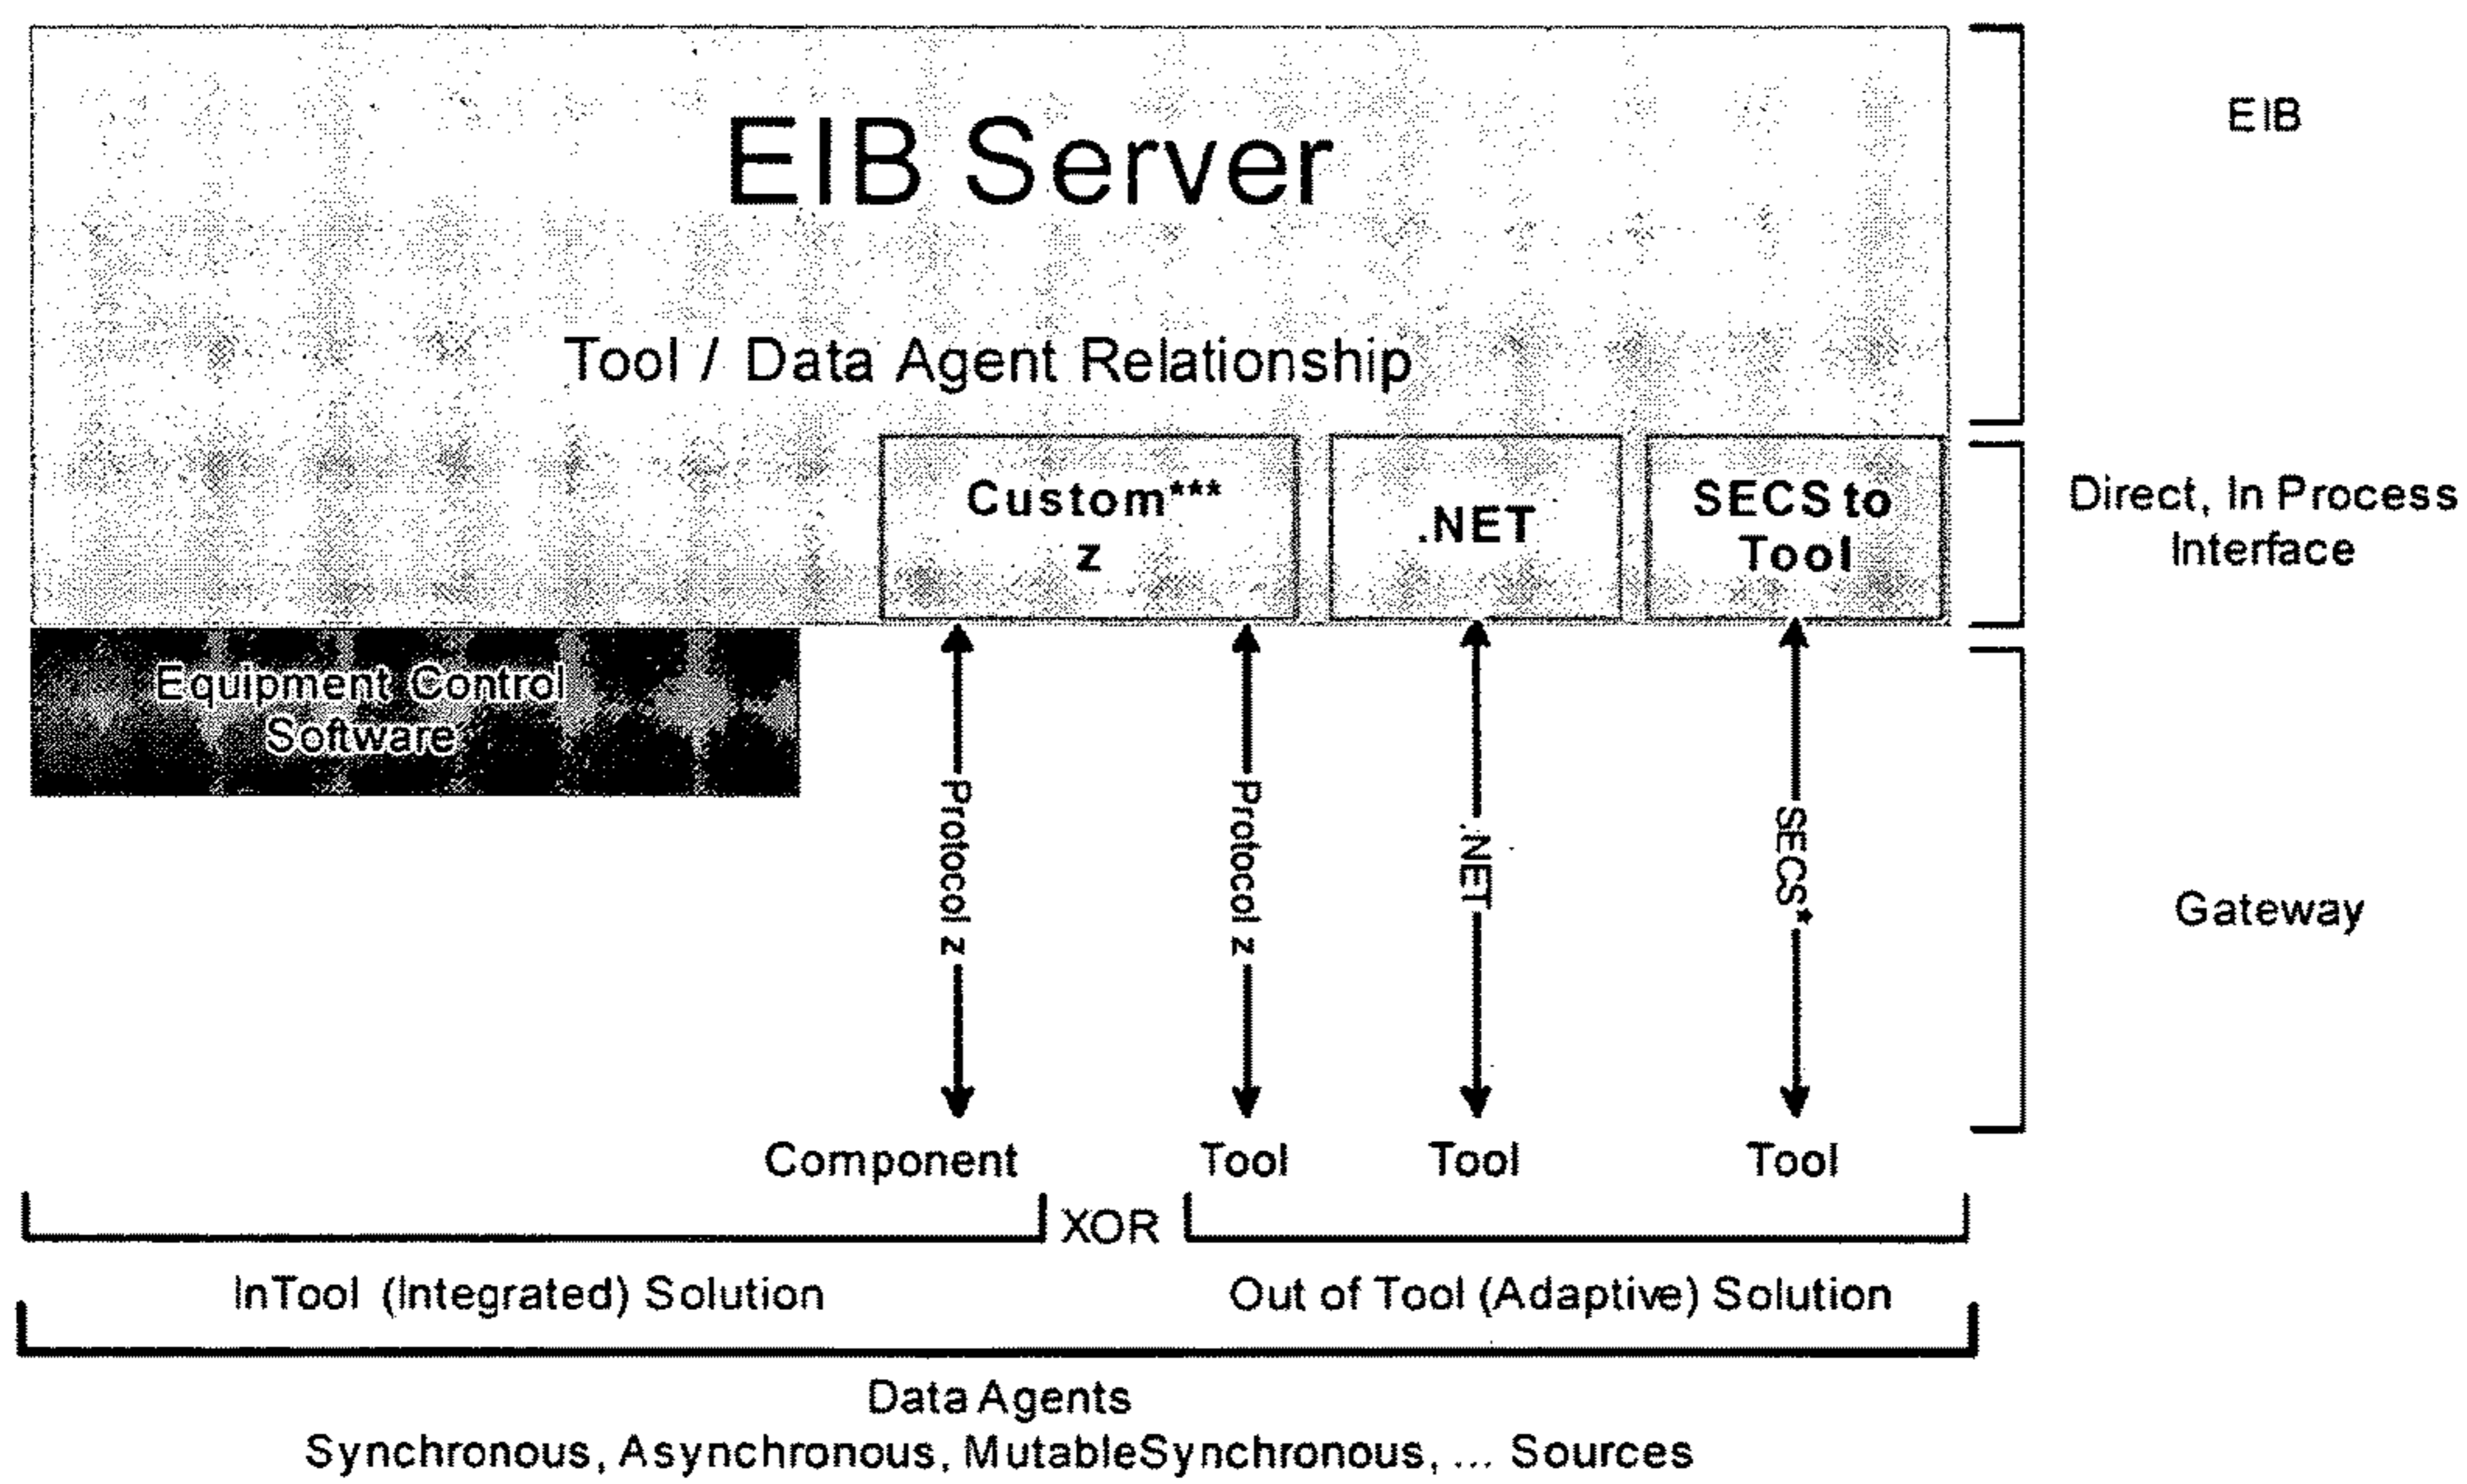 EIB Server
EIB
Tool / Data Agent Relationship
Custom***
z
.NET
SECS to
Tool
Direct, In Process
Interface
Equipment Control
Software
Protocol z
Protocol z
.NET
SECS*
Gateway
Component
Tool
Tool
Tool
XOR
InTool (Integrated) Solution
Out of Tool (Adaptive) Solution
Data Agents
Synchronous, Asynchronous, MutableSynchronous, ... Sources